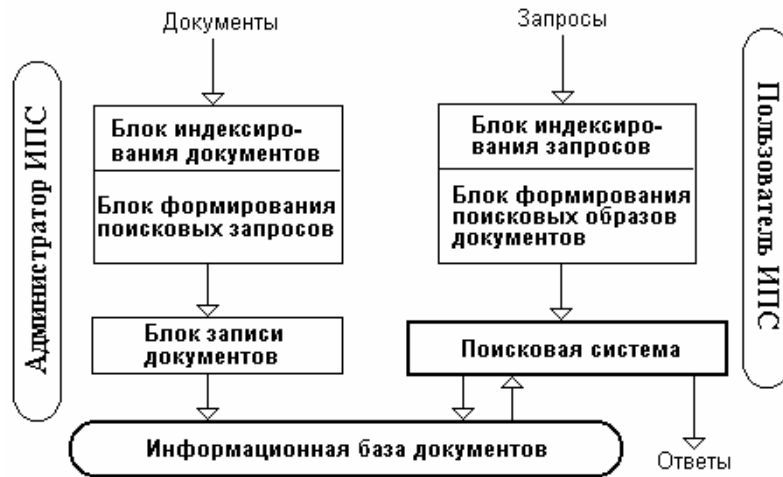 Документы
Запросы
Администратор ИПС
Пользователь ИПС
Блок индексиро-
вания документов
Блок формирования
поисковых запросов
Блок индексиро-
вания запросов
Блок формирования
поисковых образов
документов
Блок записи
документов
Поисковая система
Информационная база документов
Ответы